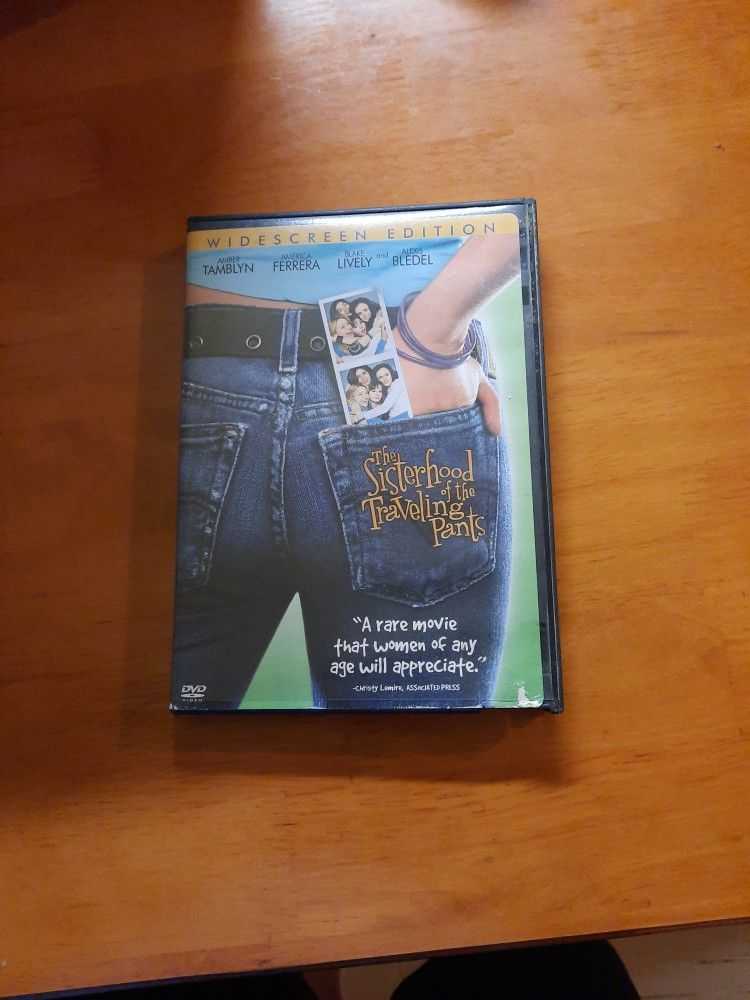 WIDESCREEN EDITION
AMBER AMERICA BLAKE and ALEXIS
TAMBLYN FERRERA LIVELY BLEDEL
The
Sisterhood
of the
Traveling
Pants
"A rare movie
that women of any
age will appreciate."
-Christy Lemire, ASSOCIATED PRESS
DVD
VIDEO